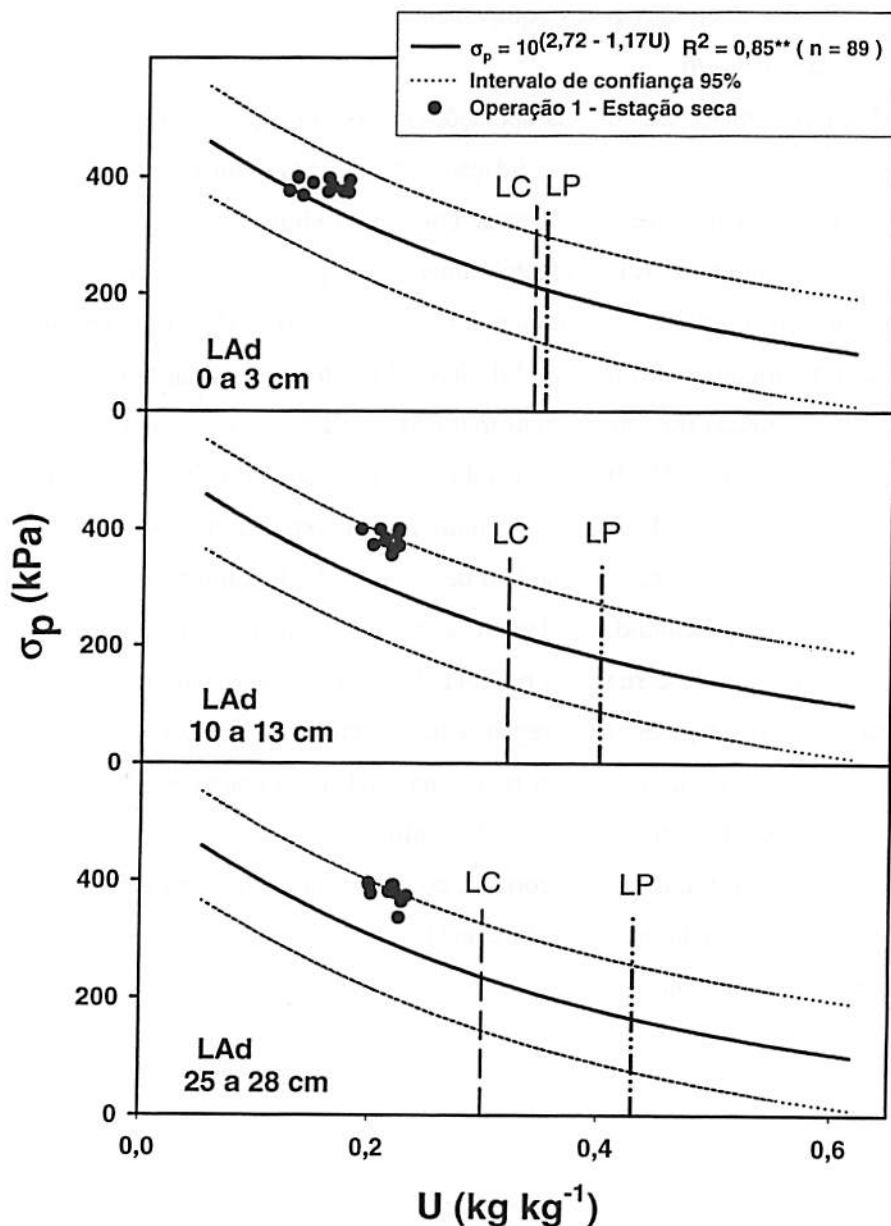 σp = 10(2,72 - 1,17U) R2 = 0,85** ( n = 89 )
Intervalo de confiança 95%
Operação 1 - Estação seca
400
200
0
LC LP
LAd
0 a 3 cm
400
200
0
LC LP
LAd
10 a 13 cm
σp (kPa)
400
200
0
LC LP
LAd
25 a 28 cm
0,0 0,2 0,4 0,6
U (kg kg-1)